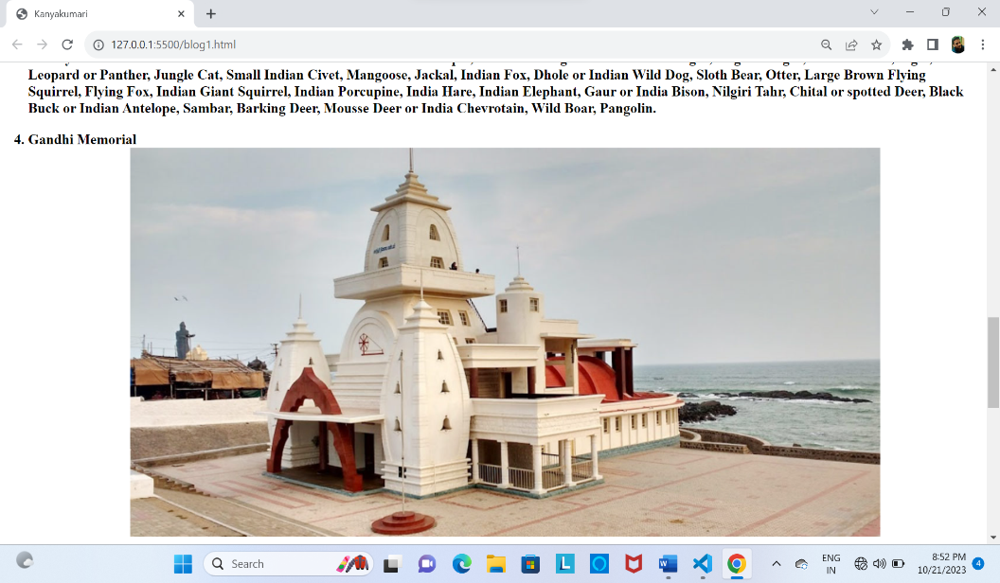 Kanyakumari
127.0.0.1:5500/blog1.html
Leopard or Panther, Jungle Cat, Small Indian Civet, Mangoose, Jackal, Indian Fox, Dhole or Indian Wild Dog, Sloth Bear, Otter, Large Brown Flying
Squirrel, Flying Fox, Indian Giant Squirrel, Indian Porcupine, India Hare, Indian Elephant, Gaur or India Bison, Nilgiri Tahr, Chital or spotted Deer, Black
Buck or Indian Antelope, Sambar, Barking Deer, Mousse Deer or India Chevrotain, Wild Boar, Pangolin.
4. Gandhi Memorial
Search
ENG
IN
8:52 PM
10/21/2023
4